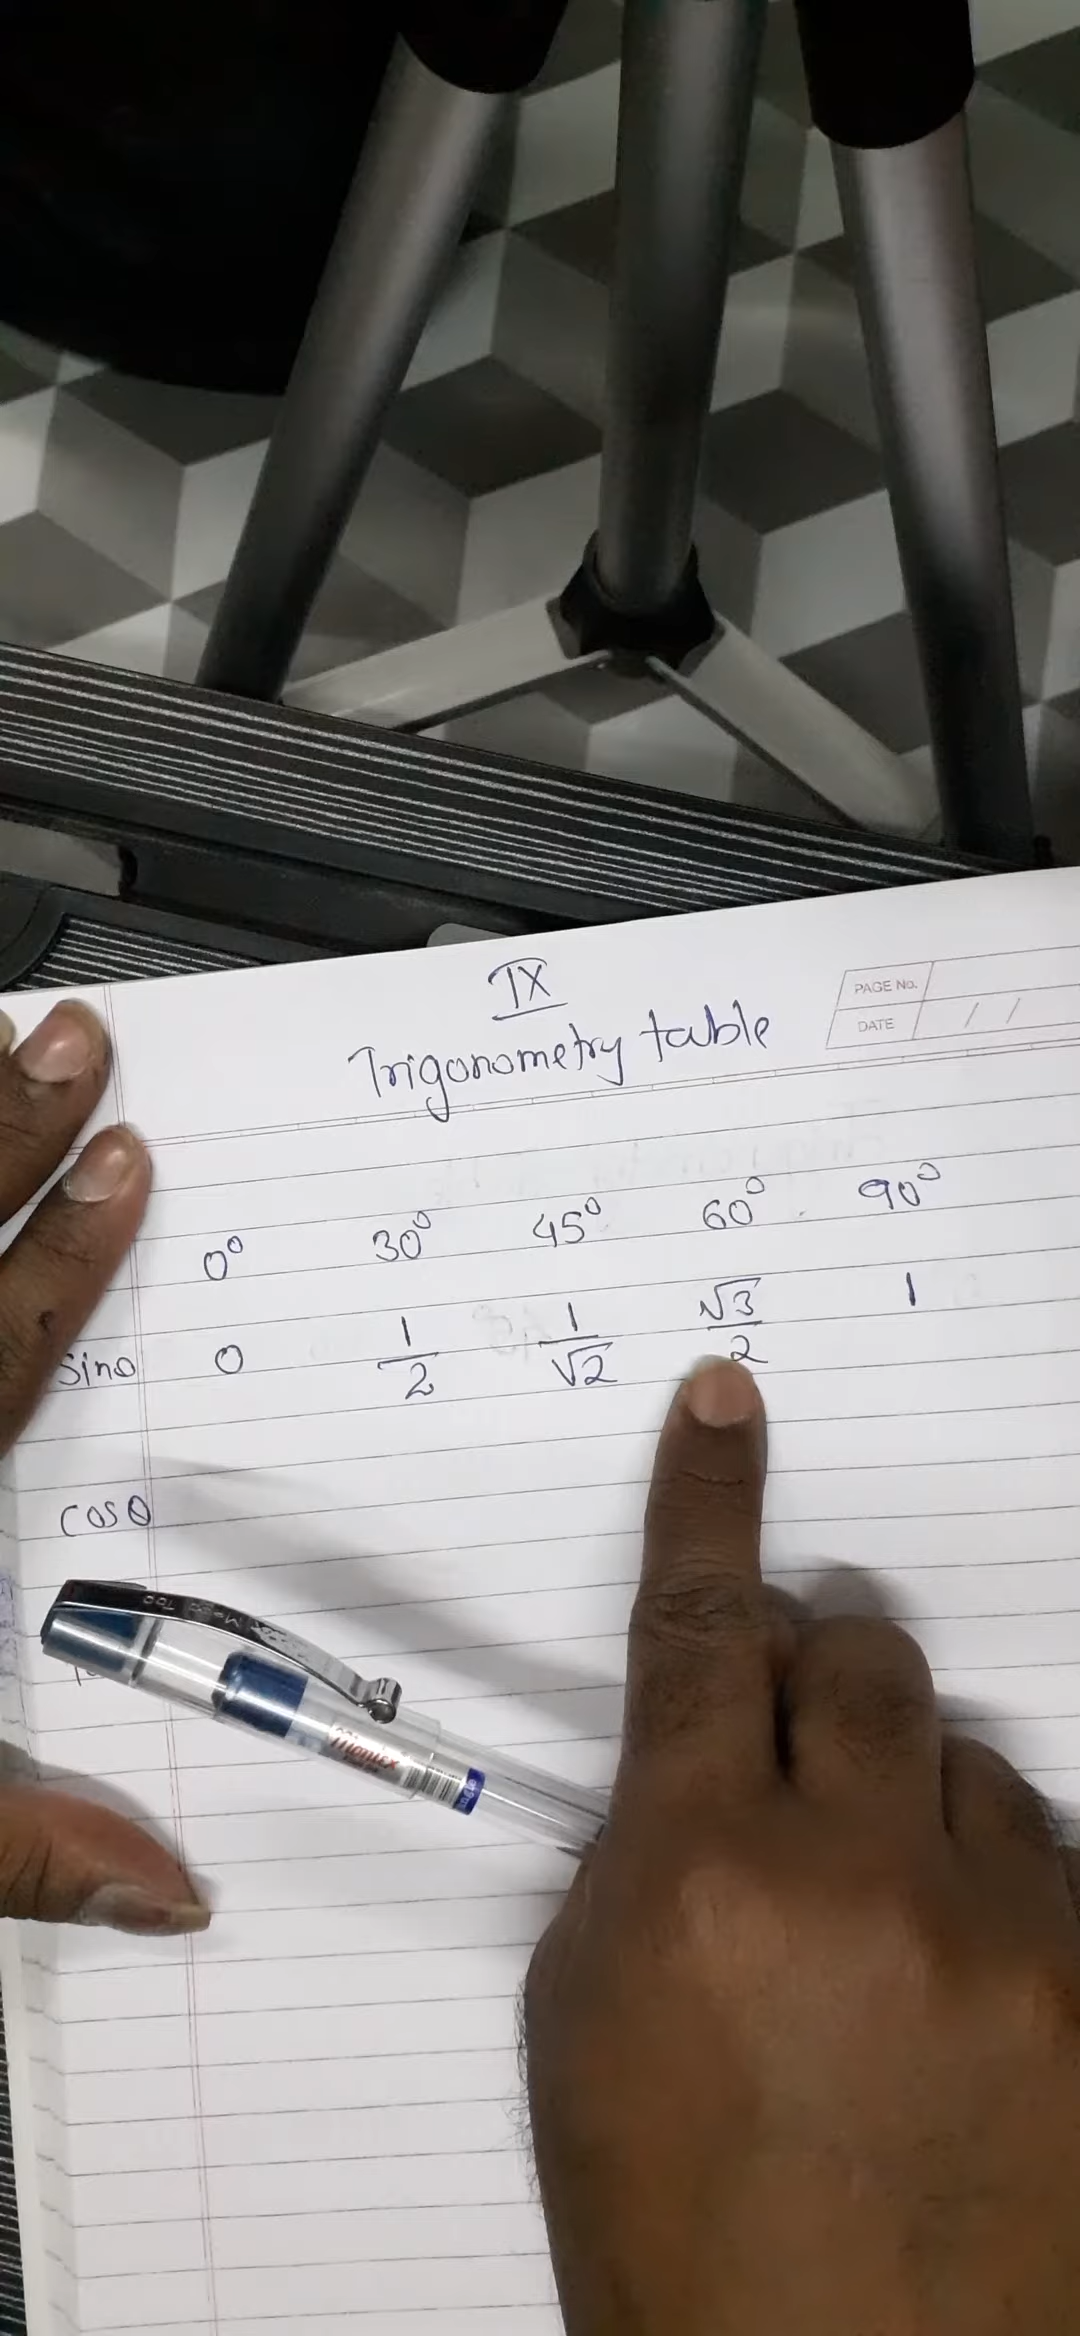 IX
Trigonometry table
PAGE No.
DATE / /
0° 30° 45° 60° 90°
Sinθ 0 1/2 1/√2 √3/2 1
cosθ
Montex